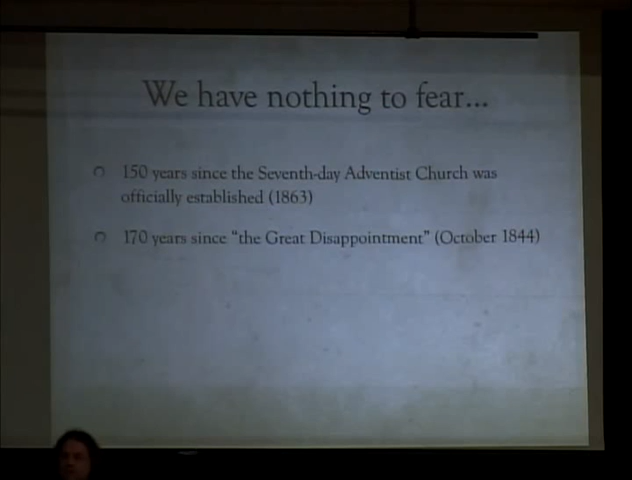 We have nothing to fear...
150 years since the Seventh-day Adventist Church was
officially established (1863)
170 years since “the Great Disappointment” (October 1844)